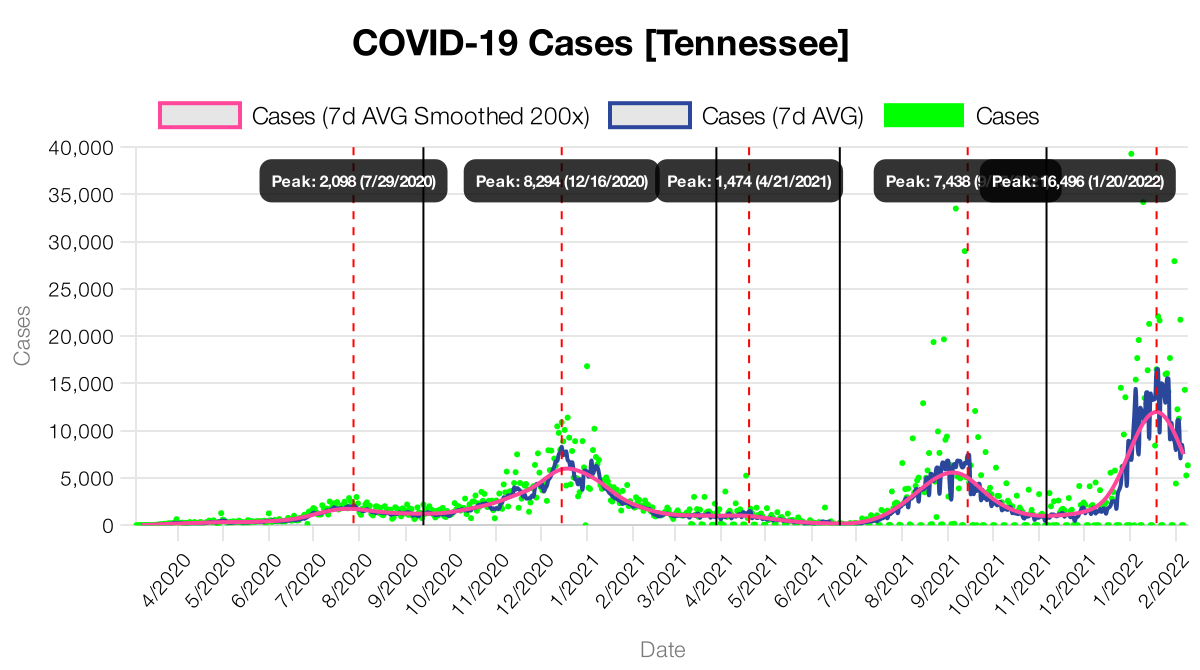 COVID-19 Cases [Tennessee]
Cases (7d AVG Smoothed 200x)
Cases (7d AVG)
Cases
40,000
35,000
30,000
25,000
20,000
15,000
10,000
5,000
0
Cases
Peak: 2,098 (7/29/2020)
Peak: 8,294 (12/16/2020)
Peak: 1,474 (4/21/2021)
Peak: 7,438
Peak: 16,496 (1/20/2022)
4/2020
5/2020
6/2020
7/2020
8/2020
9/2020
10/2020
11/2020
12/2020
1/2021
2/2021
3/2021
4/2021
5/2021
6/2021
7/2021
8/2021
9/2021
10/2021
11/2021
12/2021
1/2022
2/2022
Date